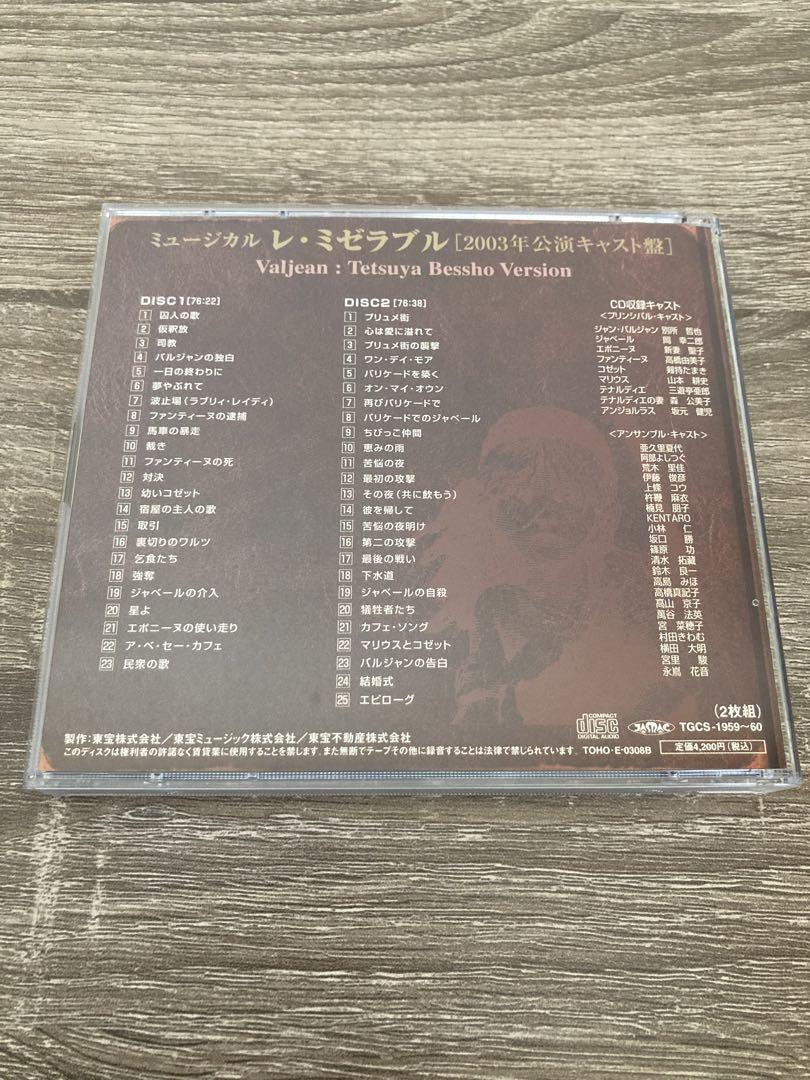 ミュージカル レ・ミゼラブル [2003年公演キャスト盤]
Valjean : Tetsuya Bessho Version
DISC1 [76:22]
1 囚人の歌
2 仮釈放
3 司教
4 バルジャンの独白
5 一日の終わりに
6 夢やぶれて
7 波止場(ラブリィ・レイディ)
8 ファンティーヌの逮捕
9 馬車の暴走
10 裁き
11 ファンティーヌの死
12 対決
13 幼いコゼット
14 宿屋の主人の歌
15 取引
16 裏切りのワルツ
17 乞食たち
18 強奪
19 ジャベールの介入
20 星よ
21 エポニーヌの使い走り
22 ア・ベ・セー・カフェ
23 民衆の歌
DISC2 [76:38]
1 プリュメ街
2 心は愛に溢れて
3 プリュメ街の襲撃
4 ワン・デイ・モア
5 バリケードを築く
6 オン・マイ・オウン
7 再びバリケードで
8 バリケードでのジャベール
9 ちびっこ仲間
10 恵みの雨
11 苦悩の夜
12 最初の攻撃
13 その夜(共に飲もう)
14 彼を帰して
15 苦悩の夜明け
16 第二の攻撃
17 最後の戦い
18 下水道
19 ジャベールの自殺
20 犠牲者たち
21 カフェ・ソング
22 マリウスとコゼット
23 バルジャンの告白
24 結婚式
25 エピローグ
CD収録キャスト
<プリンシパル・キャスト>
ジャン・バルジャン 別所 哲也
ジャベール 岡 幸二郎
エポニーヌ 新妻 聖子
ファンティーヌ 高橋由美子
コゼット 剱持たまき
マリウス 山本 耕史
テナルディエ 三遊亭亜郎
テナルディエの妻 森 公美子
アンジョルラス 坂元 健児
<アンサンブル・キャスト>
亜久里夏代
阿部よしつぐ
荒木 里佳
伊藤 俊彦
上條 コウ
杵鞭 麻衣
楠見 朋子
KENTARO
小林 仁
坂口 勝
篠原 功
清水 拓蔵
鈴木 良一
高島 みほ
高橋真記子
高山 京子
萬谷 法英
宮 菜穂子
村田きわむ
横田 大明
宮里 駿
永嶌 花音
(2枚組)
COMPACT
disc
DIGITAL AUDIO
JASRAC
TGCS-1959〜60
製作:東宝株式会社/東宝ミュージック株式会社/東宝不動産株式会社
このディスクは権利者の許諾なく賃貸業に使用することを禁じます。また無断でテープその他に録音することは法律で禁じられています。 TOHO・E-0308B
定価4,200円(税込)